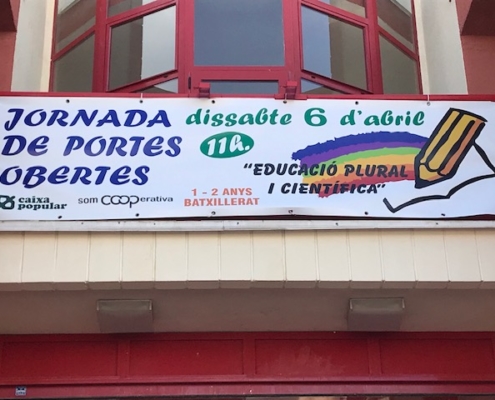 JORNADA
DE PORTES
OBERTES
dissabte 6 d'abril
11h.
"EDUCACIÓ PLURAL
I CIENTÍFICA"
caixa
popular
som COOPerativa
1 - 2 ANYS
BATXILLERAT